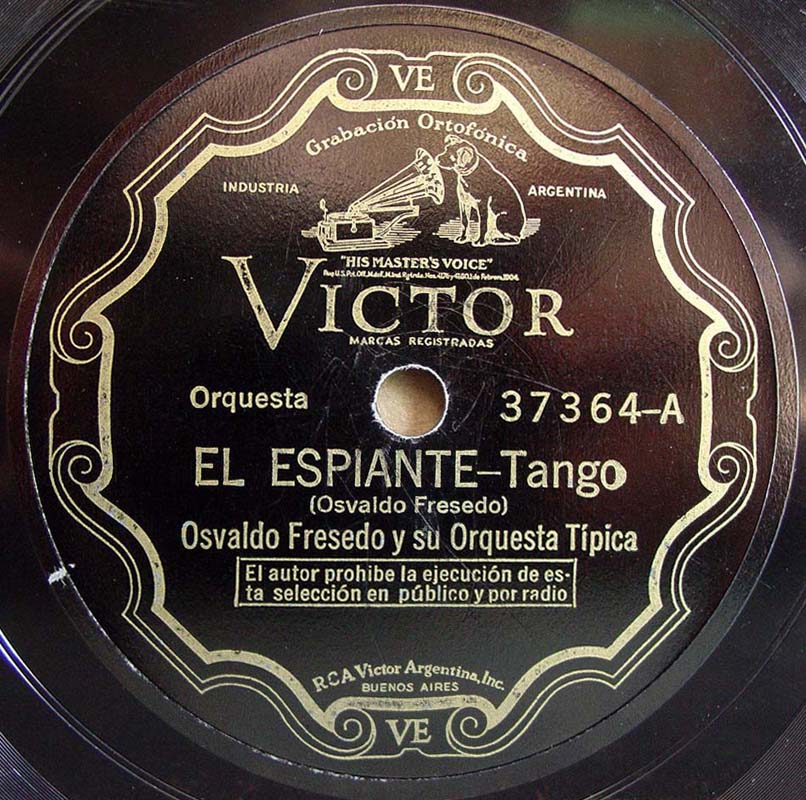 VE
Grabación Ortofónica
INDUSTRIA ARGENTINA
"HIS MASTER'S VOICE"
VICTOR
MARCAS REGISTRADAS
Orquesta 37364-A
EL ESPIANTE-Tango
(Osvaldo Fresedo)
Osvaldo Fresedo y su Orquesta Típica
El autor prohibe la ejecución de es-
ta selección en público y por radio
RCA Victor Argentina, Inc.
BUENOS AIRES
VE